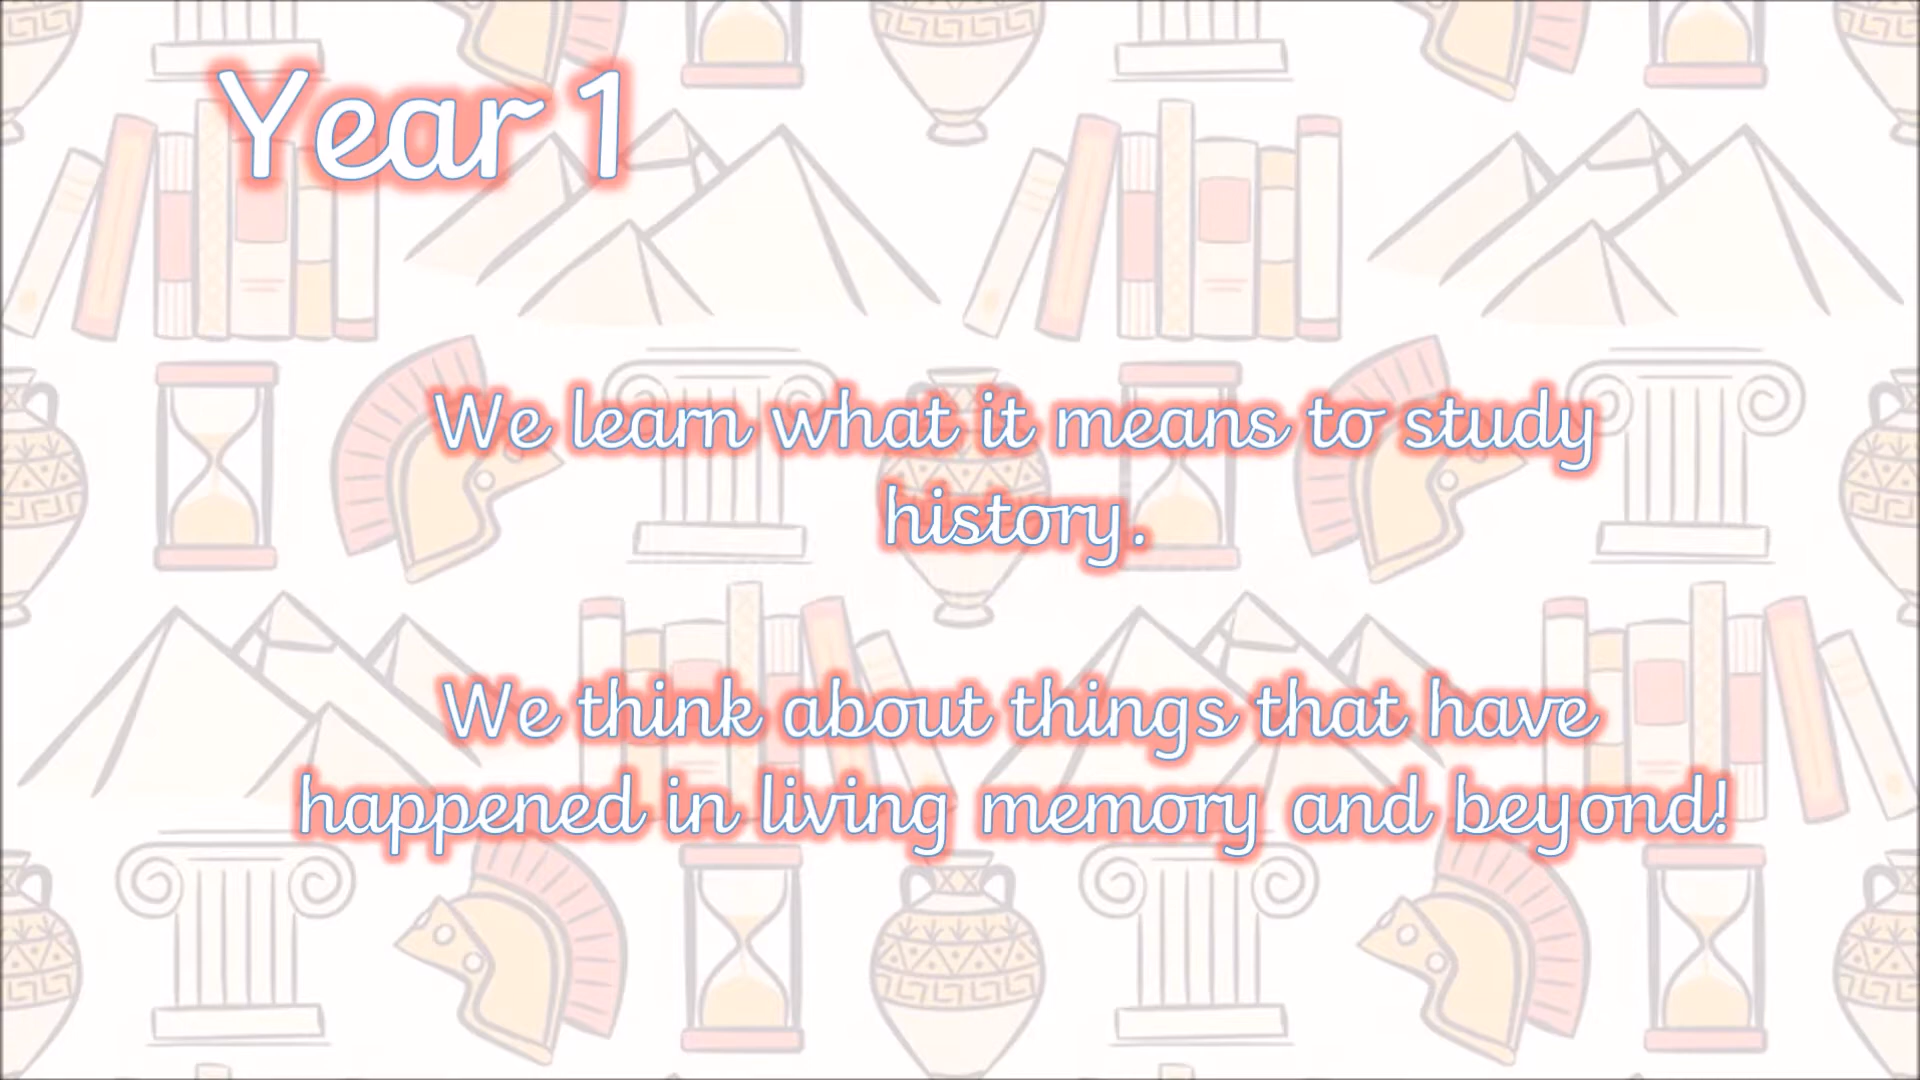 Year 1
We learn what it means to study
history.
We think about things that have
happened in living memory and beyond!